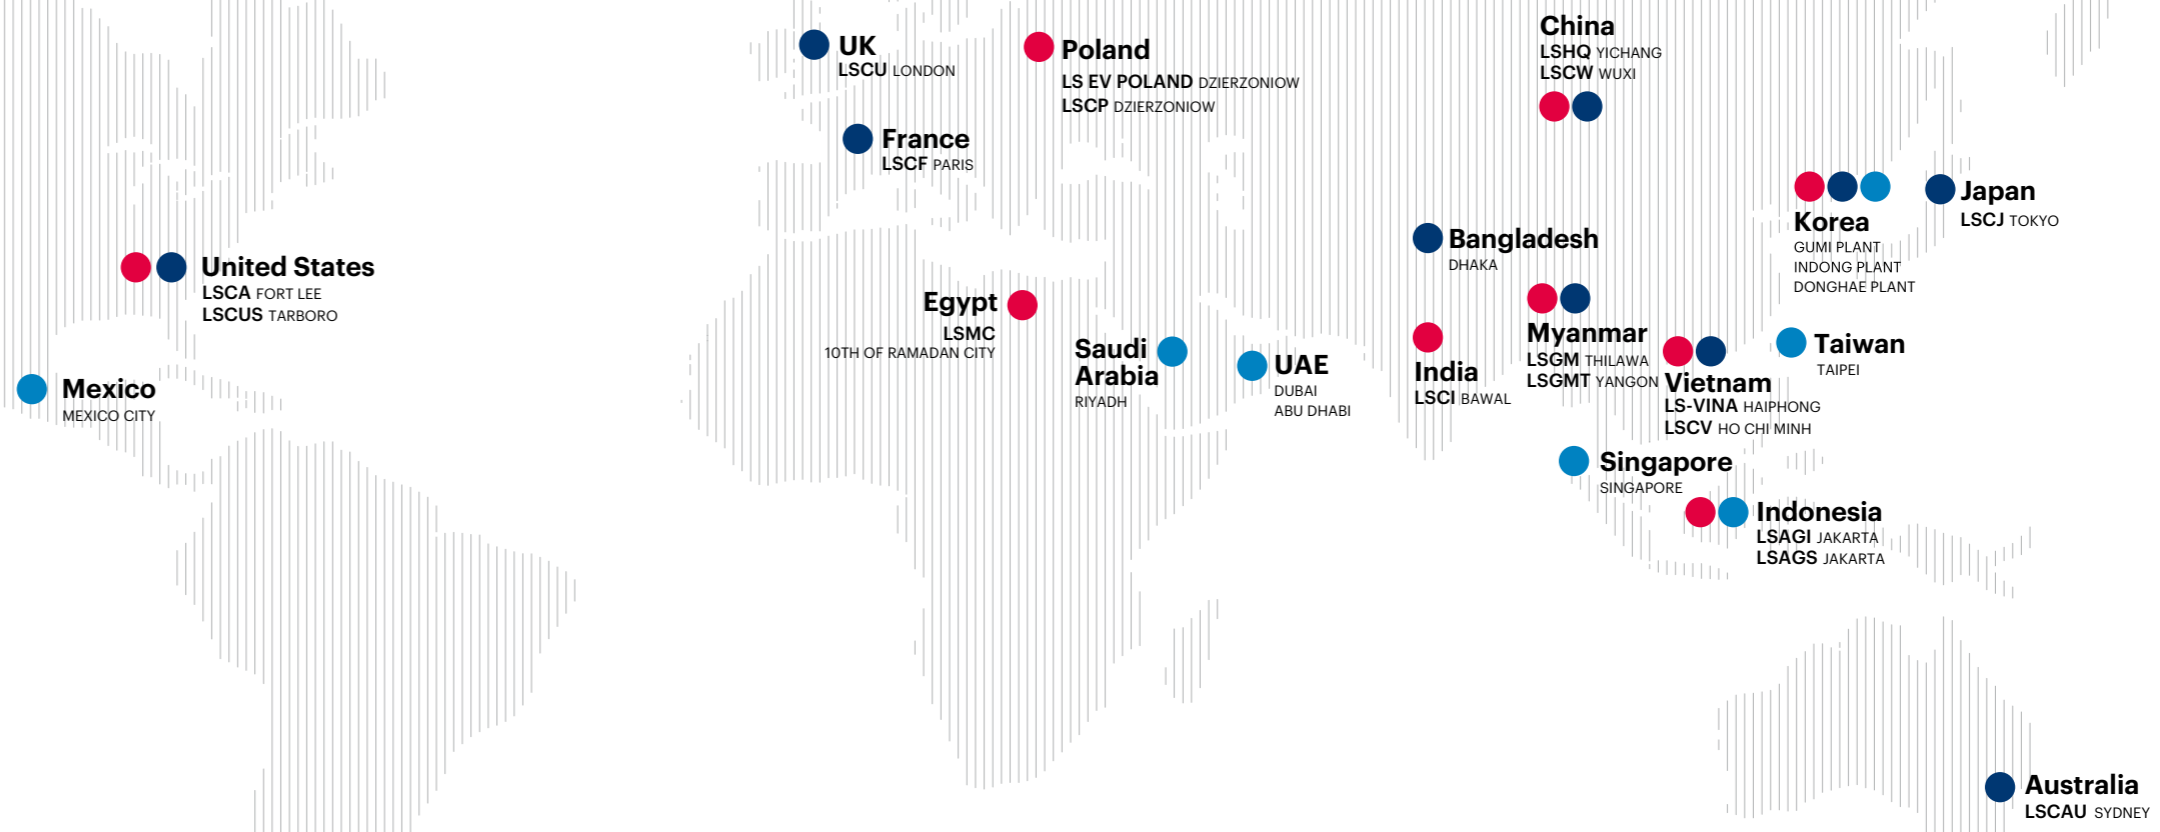 UK
LSCU LONDON
Poland
LS EV POLAND DZIERZONIOW
LSCP DZIERZONIOW
China
LSHQ YICHANG
LSCW WUXI
France
LSCF PARIS
Japan
LSCJ TOKYO
Korea
GUMI PLANT
INDONG PLANT
DONGHAE PLANT
Bangladesh
DHAKA
United States
LSCA FORT LEE
LSCUS TARBORO
Egypt
LSMC
10TH OF RAMADAN CITY
Saudi
Arabia
RIYADH
UAE
DUBAI
ABU DHABI
India
LSCI BAWAL
Myanmar
LSGM THILAWA
LSGMT YANGON
Vietnam
LS-VINA HAIPHONG
LSCV HO CHI MINH
Taiwan
TAIPEI
Mexico
MEXICO CITY
Singapore
SINGAPORE
Indonesia
LSAGI JAKARTA
LSAGS JAKARTA
Australia
LSCAU SYDNEY